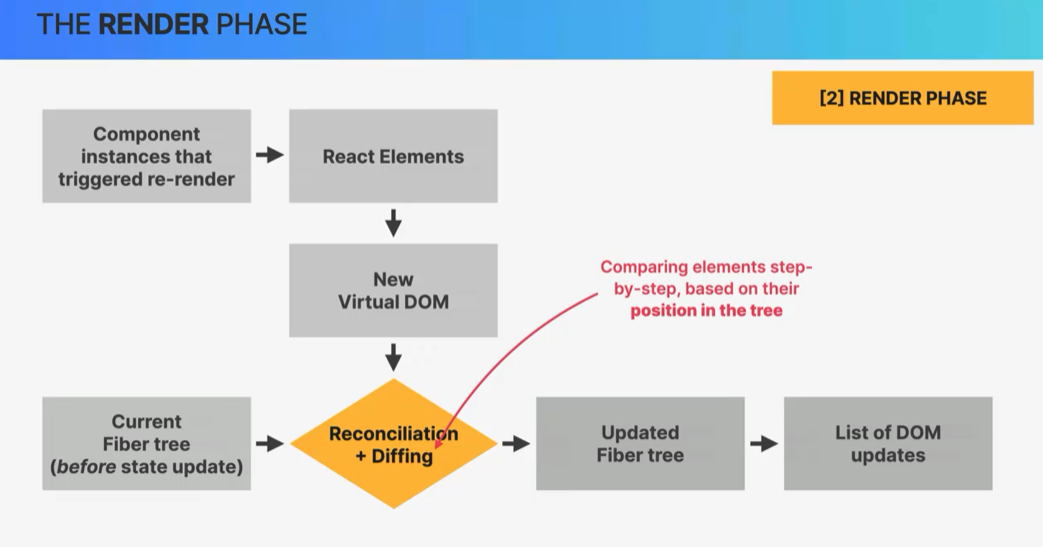 THE RENDER PHASE
[2] RENDER PHASE
Component
instances that
triggered re-render
React Elements
New
Virtual DOM
Comparing elements step-
by-step, based on their
position in the tree
Current
Fiber tree
(before state update)
Reconciliation
+ Diffing
Updated
Fiber tree
List of DOM
updates